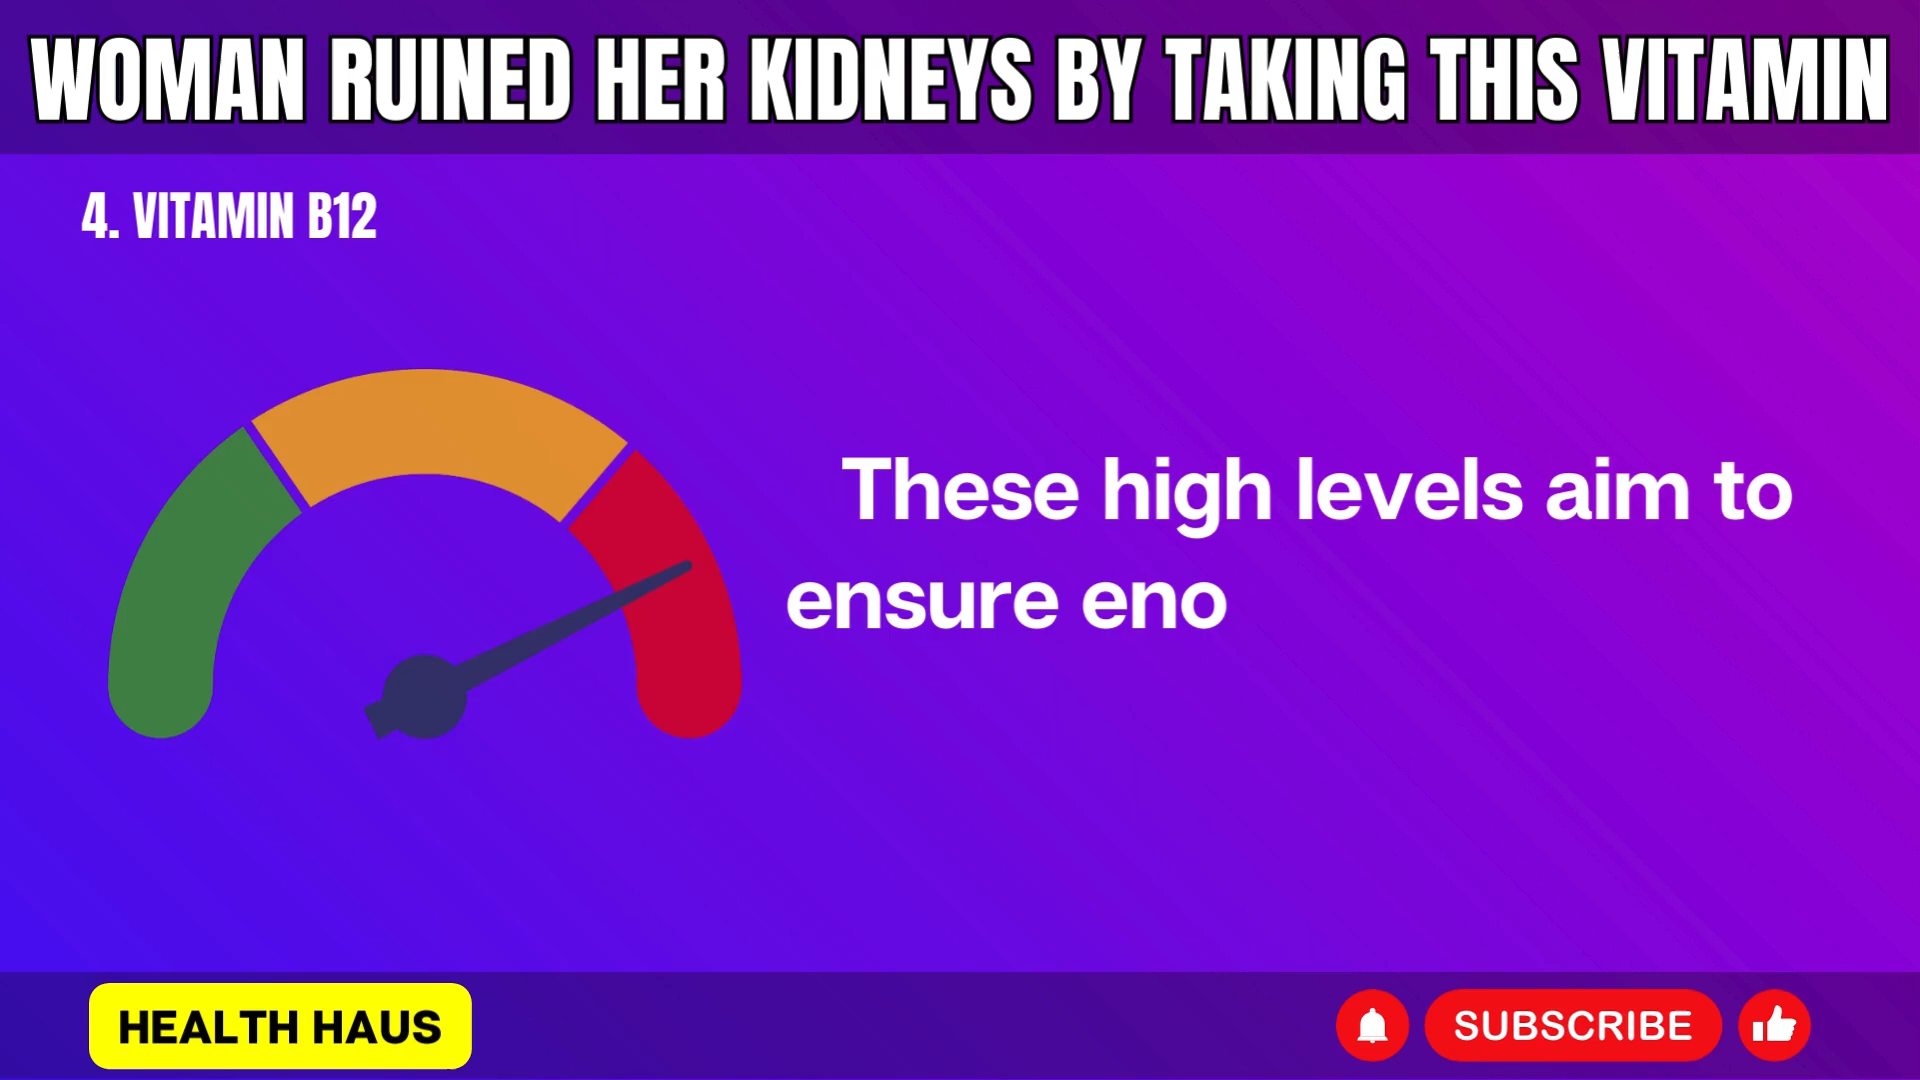 WOMAN RUINED HER KIDNEYS BY TAKING THIS VITAMIN
4. VITAMIN B12
These high levels aim to
ensure eno
HEALTH HAUS
SUBSCRIBE